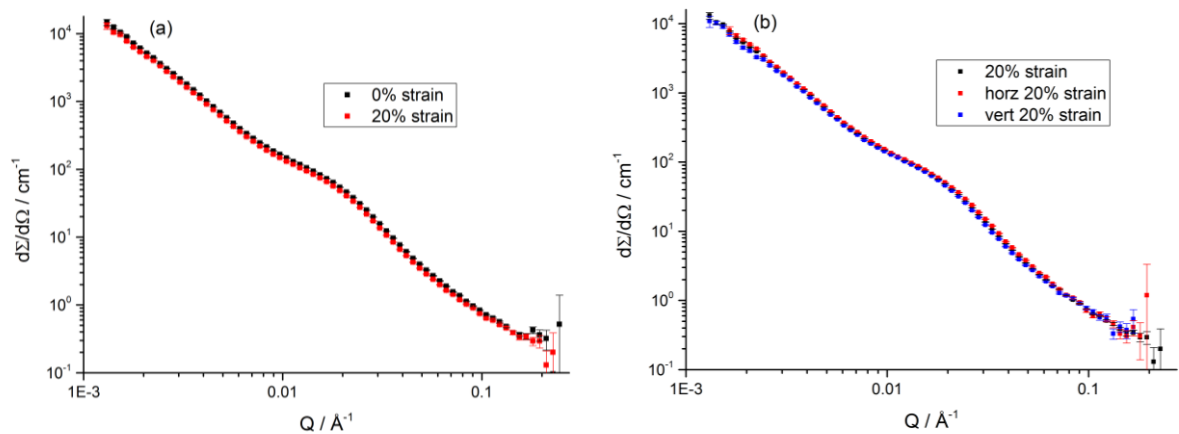 (a)
0% strain
20% strain
dΣ/dΩ / cm⁻¹
10⁴
10³
10²
10¹
10⁰
10⁻¹
1E-3
0.01
0.1
Q / Å⁻¹
(b)
20% strain
horz 20% strain
vert 20% strain
dΣ/dΩ / cm⁻¹
10⁴
10³
10²
10¹
10⁰
10⁻¹
1E-3
0.01
0.1
Q / Å⁻¹